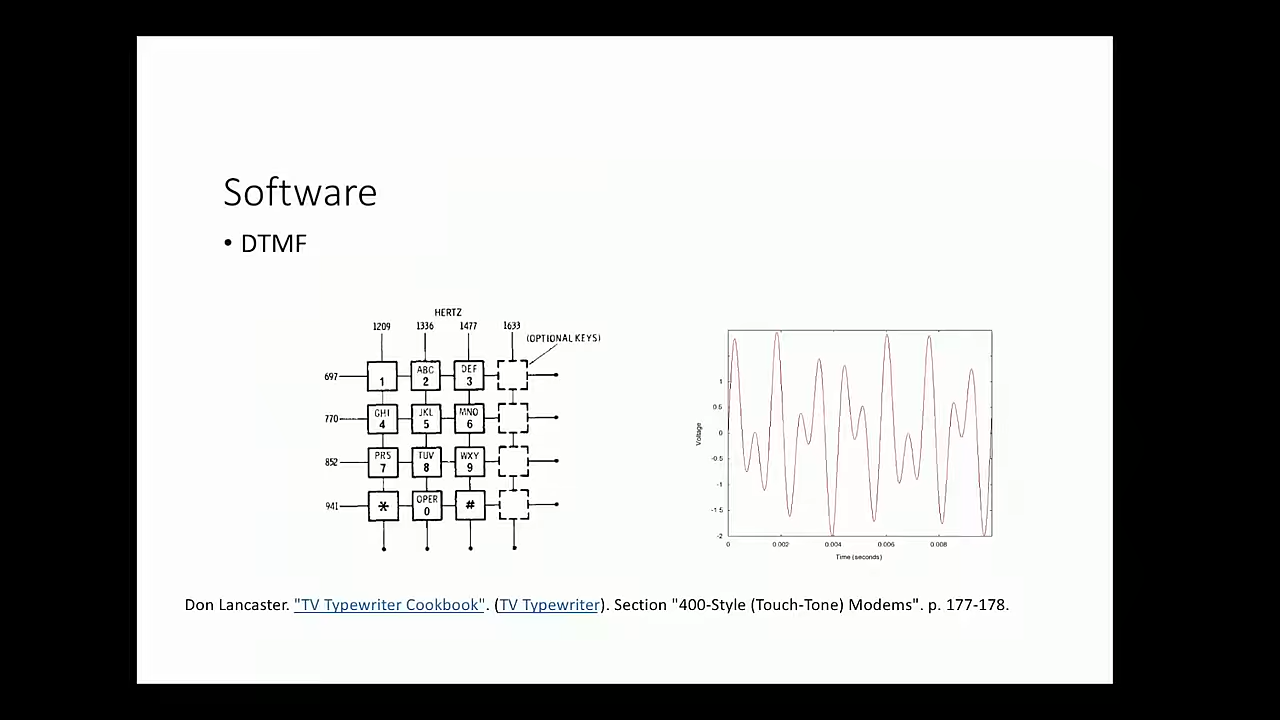 Software
• DTMF
HERTZ
1209 1336 1477 1633
(OPTIONAL KEYS)
697 1 ABC 2 DEF 3
770 GHI 4 JKL 5 MNO 6
852 PRS 7 TUV 8 WXY 9
941 * OPER 0 #
Voltage
1
0.5
0
-0.5
-1
-1.5
-2
0 0.002 0.004 0.006 0.008
Time (seconds)
Don Lancaster. "TV Typewriter Cookbook". (TV Typewriter). Section "400-Style (Touch-Tone) Modems". p. 177-178.